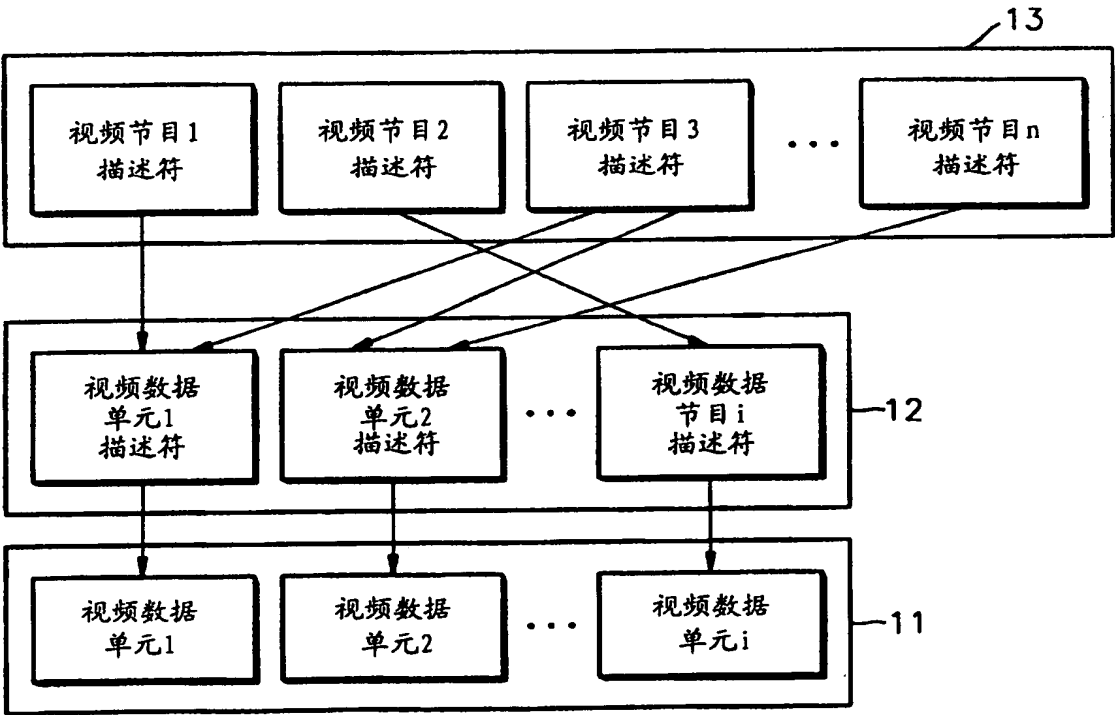 13
视频节目1
描述符
视频节目2
描述符
视频节目3
描述符
···
视频节目n
描述符
视频数据
单元1
描述符
视频数据
单元2
描述符
···
视频数据
节目i
描述符
12
视频数据
单元1
视频数据
单元2
···
视频数据
单元i
11